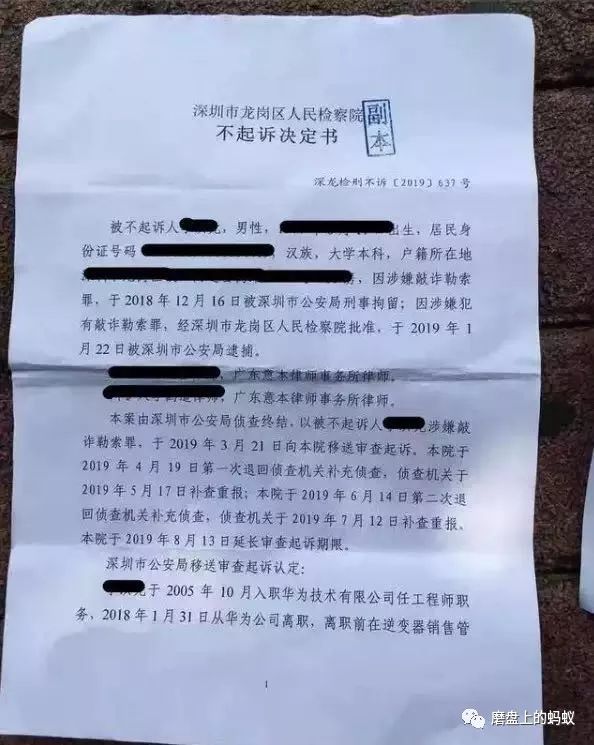 深圳市龙岗区人民检察院
副本
不起诉决定书
深龙检刑不诉〔2019〕637号
被不起诉人，男性，出生，居民身
份证号码，汉族，大学本科，户籍所在地
，因涉嫌敲诈勒索
罪，于2018年12月16日被深圳市公安局刑事拘留；因涉嫌犯
有敲诈勒索罪，经深圳市龙岗区人民检察院批准，于2019年1
月22日被深圳市公安局逮捕。
，广东意本律师事务所律师。
律师，广东意本律师事务所律师。
本案由深圳市公安局侦查终结，以被不起诉人涉嫌敲
诈勒索罪，于2019年3月21日向本院移送审查起诉。本院于
2019年4月19日第一次退回侦查机关补充侦查，侦查机关于
2019年5月17日补查重报；本院于2019年6月14日第二次退
回侦查机关补充侦查，侦查机关于2019年7月12日补查重报。
本院于2019年8月13日延长审查起诉期限。
深圳市公安局移送审查起诉认定：
于2005年10月入职华为技术有限公司任工程师职
务，2018年1月31日从华为公司离职，离职前在逆变器销售管
1
磨盘上的蚂蚁